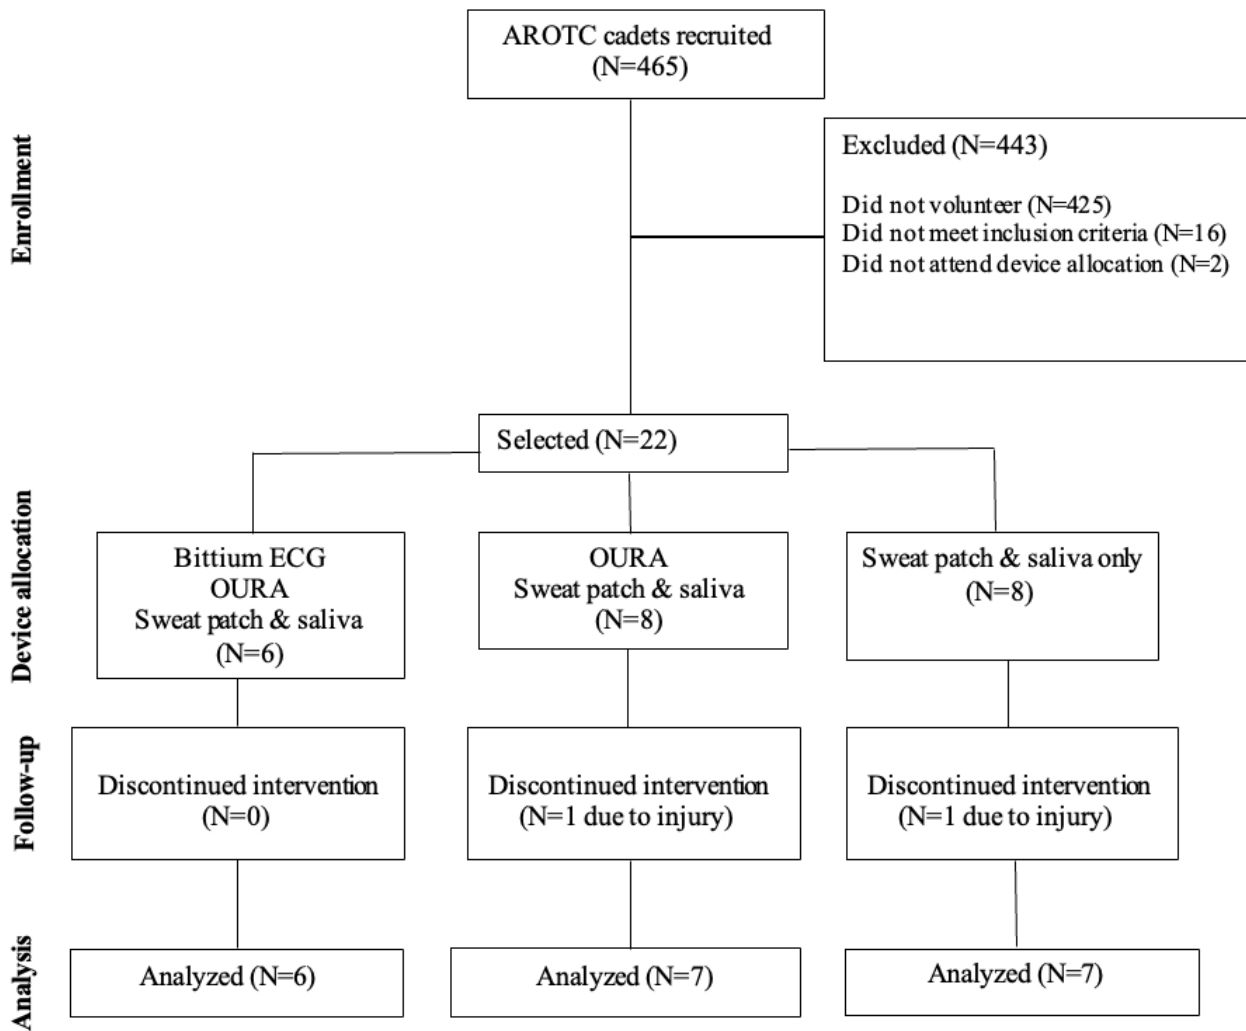 AROTC cadets recruited
(N=465)
Enrollment
Excluded (N=443)
Did not volunteer (N=425)
Did not meet inclusion criteria (N=16)
Did not attend device allocation (N=2)
Selected (N=22)
Device allocation
Bittium ECG
OURA
Sweat patch & saliva
(N=6)
OURA
Sweat patch & saliva
(N=8)
Sweat patch & saliva only
(N=8)
Follow-up
Discontinued intervention
(N=0)
Discontinued intervention
(N=1 due to injury)
Discontinued intervention
(N=1 due to injury)
Analysis
Analyzed (N=6)
Analyzed (N=7)
Analyzed (N=7)